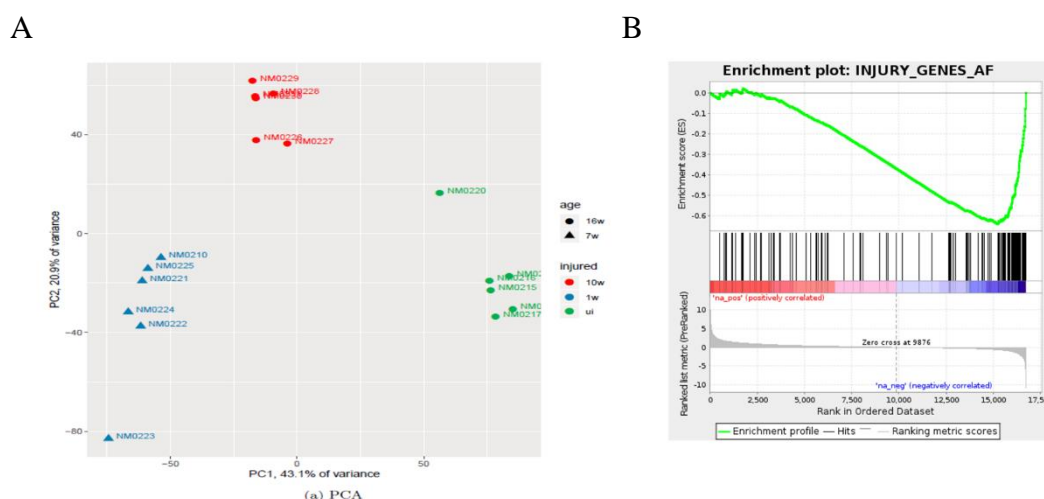 A
B
NM0229
NM0228
NM0226
NM0227
NM0220
NM0210
NM0225
NM0221
NM0216
NM0215
NM0217
NM0224
NM0222
NM0223
40
0
−40
−80
−50
0
50
PC2, 20.9% of variance
PC1, 43.1% of variance
(a) PCA
age
16w
7w
injured
10w
1w
ui
Enrichment plot: INJURY_GENES_AF
Enrichment score (ES)
0.0
-0.1
-0.2
-0.3
-0.4
-0.5
-0.6
'na_pos' (positively correlated)
Ranked list metric (PreRanked)
10
5
0
-5
-10
Zero cross at 9876
'na_neg' (negatively correlated)
0 2,500 5,000 7,500 10,000 12,500 15,000
Rank in Ordered Dataset
Enrichment profile Hits Ranking metric scores